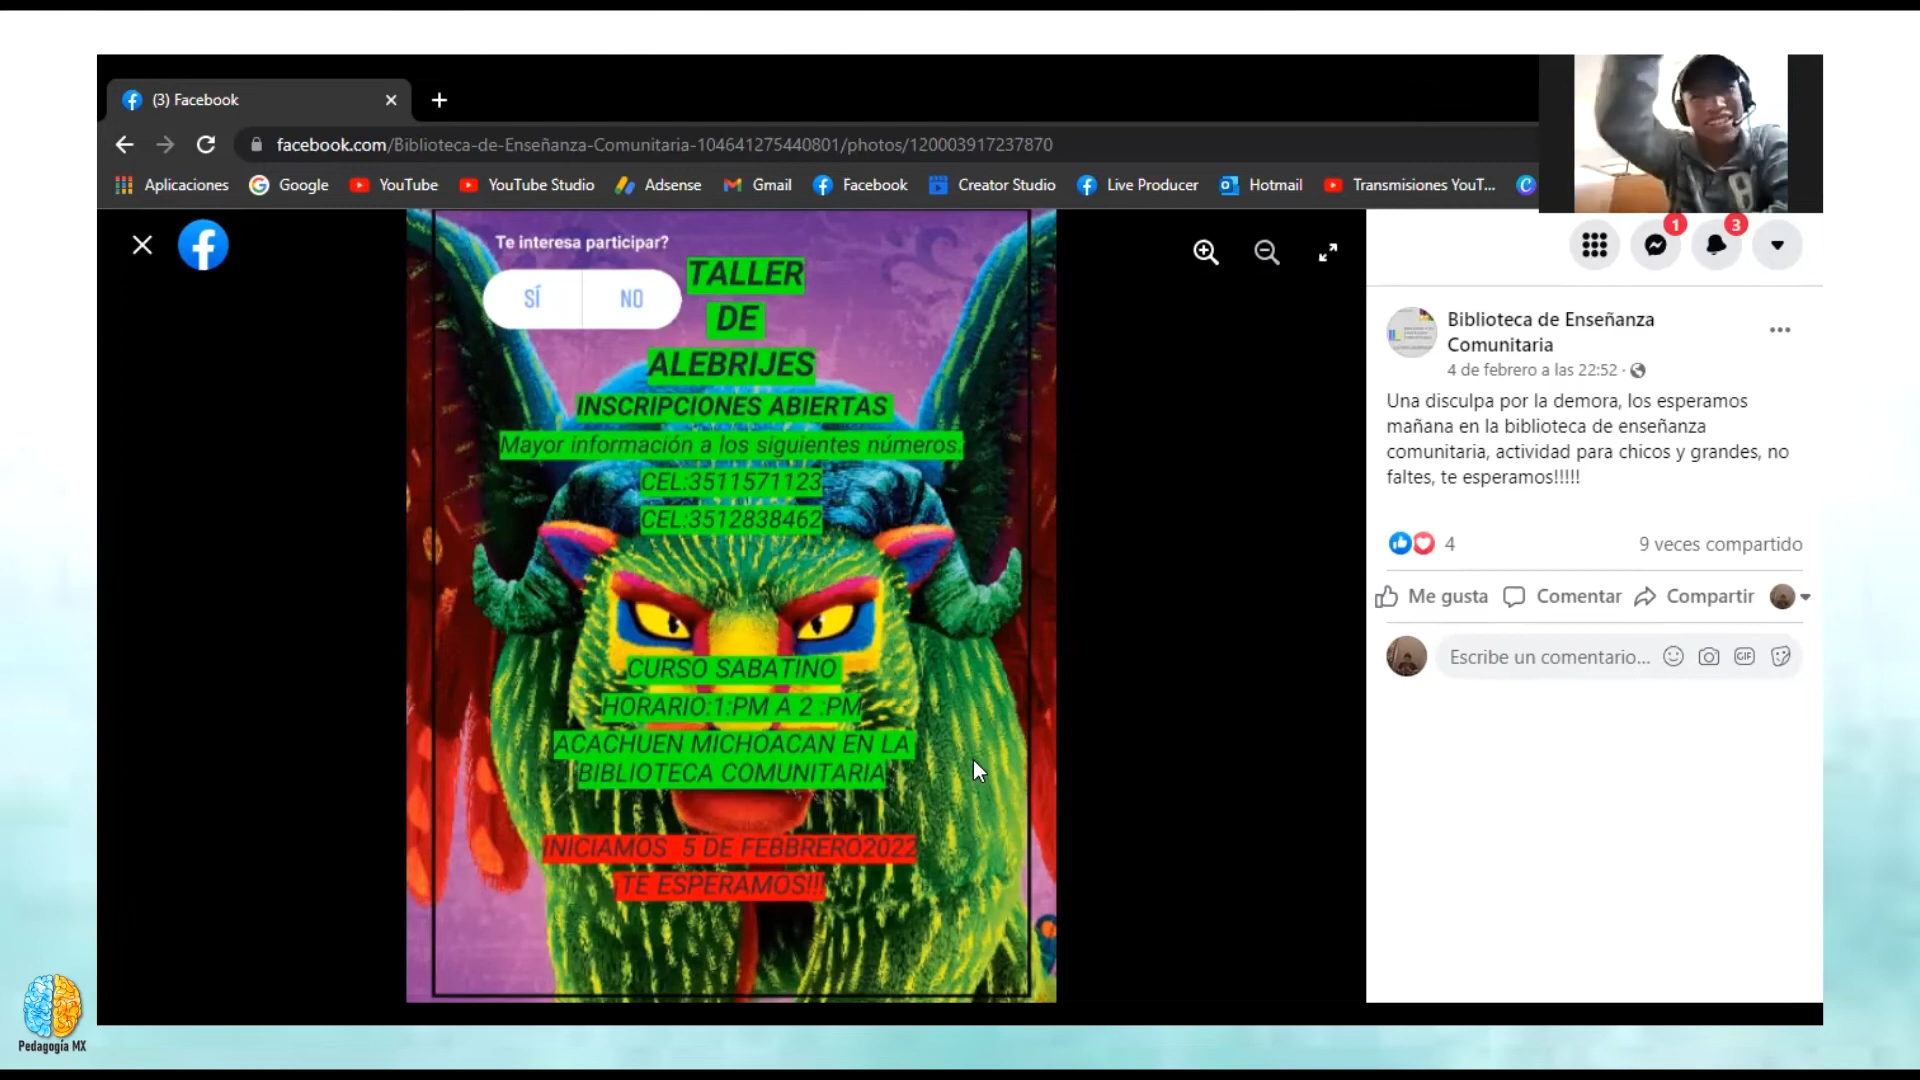 (3) Facebook
facebook.com/Biblioteca-de-Enseñanza-Comunitaria-104641275440801/photos/120003917237870
Aplicaciones Google YouTube YouTube Studio Adsense Gmail Facebook Creator Studio Live Producer Hotmail Transmisiones YouT...
Te interesa participar?
SÍ NO
TALLER
DE
ALEBRIJES
INSCRIPCIONES ABIERTAS
Mayor información a los siguientes números.
CEL:3511571123
CEL:3512838462
CURSO SABATINO
HORARIO:1:PM A 2 :PM
ACACHUEN MICHOACAN EN LA
BIBLIOTECA COMUNITARIA
INICIAMOS 5 DE FEBBRERO2022
TE ESPERAMOS!!!
1 3
Biblioteca de Enseñanza
Comunitaria
4 de febrero a las 22:52 ·
Una disculpa por la demora, los esperamos
mañana en la biblioteca de enseñanza
comunitaria, actividad para chicos y grandes, no
faltes, te esperamos!!!!!
4 9 veces compartido
Me gusta Comentar Compartir
Escribe un comentario... GIF
Pedagogía MX